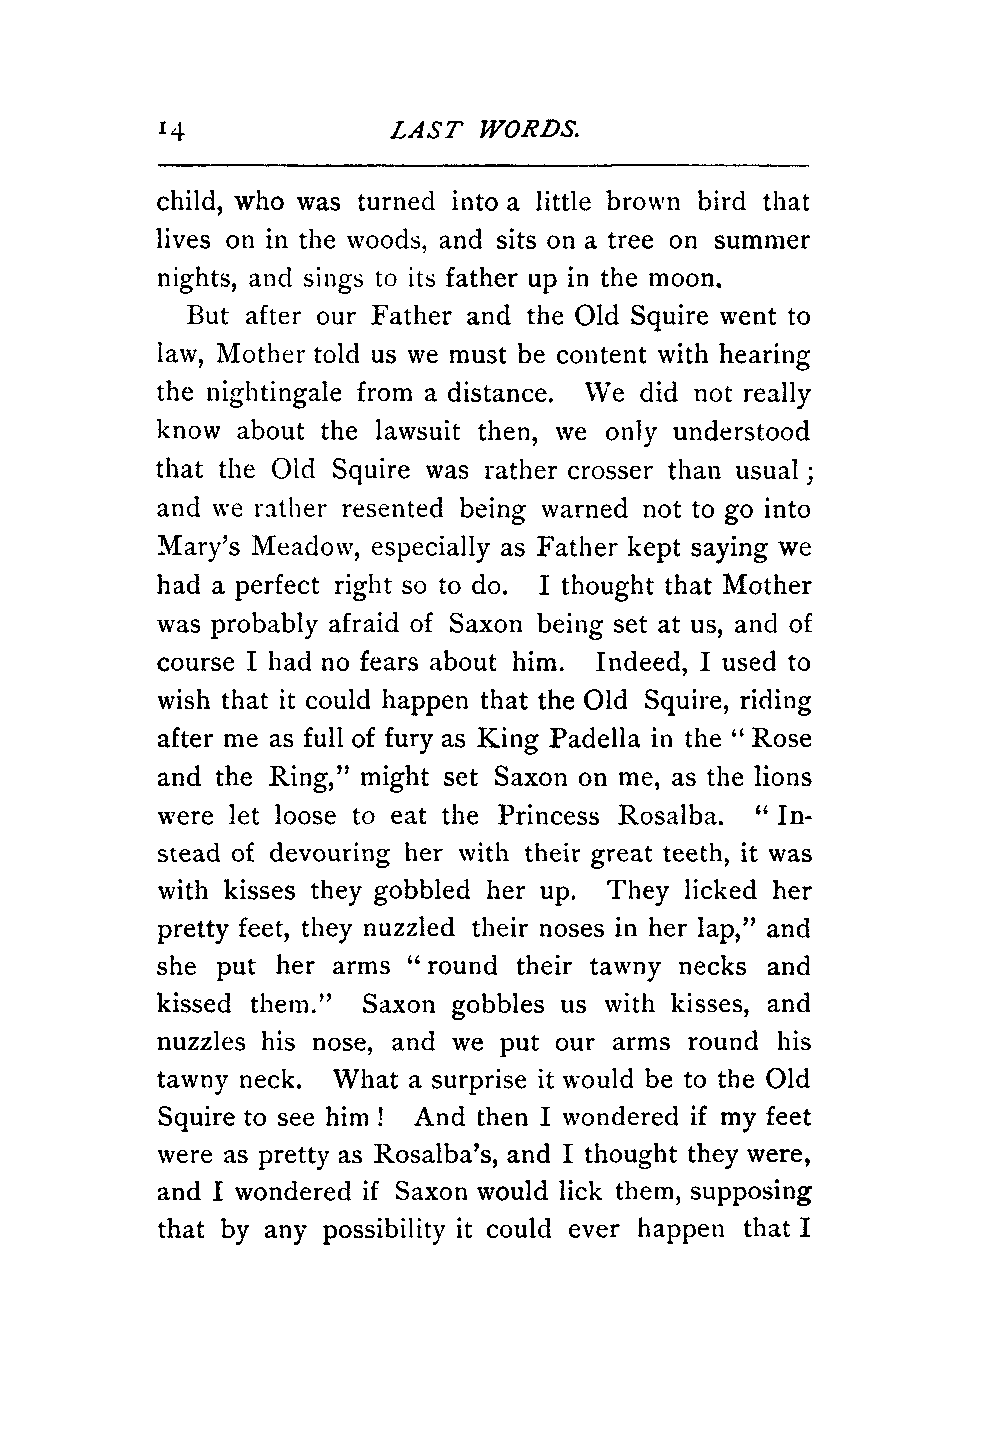 14 LAST WORDS.
child, who was turned into a little brown bird that
lives on in the woods, and sits on a tree on summer
nights, and sings to its father up in the moon.
But after our Father and the Old Squire went to
law, Mother told us we must be content with hearing
the nightingale from a distance. We did not really
know about the lawsuit then, we only understood
that the Old Squire was rather crosser than usual;
and we rather resented being warned not to go into
Mary's Meadow, especially as Father kept saying we
had a perfect right so to do. I thought that Mother
was probably afraid of Saxon being set at us, and of
course I had no fears about him. Indeed, I used to
wish that it could happen that the Old Squire, riding
after me as full of fury as King Padella in the "Rose
and the Ring," might set Saxon on me, as the lions
were let loose to eat the Princess Rosalba. "In-
stead of devouring her with their great teeth, it was
with kisses they gobbled her up. They licked her
pretty feet, they nuzzled their noses in her lap," and
she put her arms "round their tawny necks and
kissed them." Saxon gobbles us with kisses, and
nuzzles his nose, and we put our arms round his
tawny neck. What a surprise it would be to the Old
Squire to see him! And then I wondered if my feet
were as pretty as Rosalba's, and I thought they were,
and I wondered if Saxon would lick them, supposing
that by any possibility it could ever happen that I